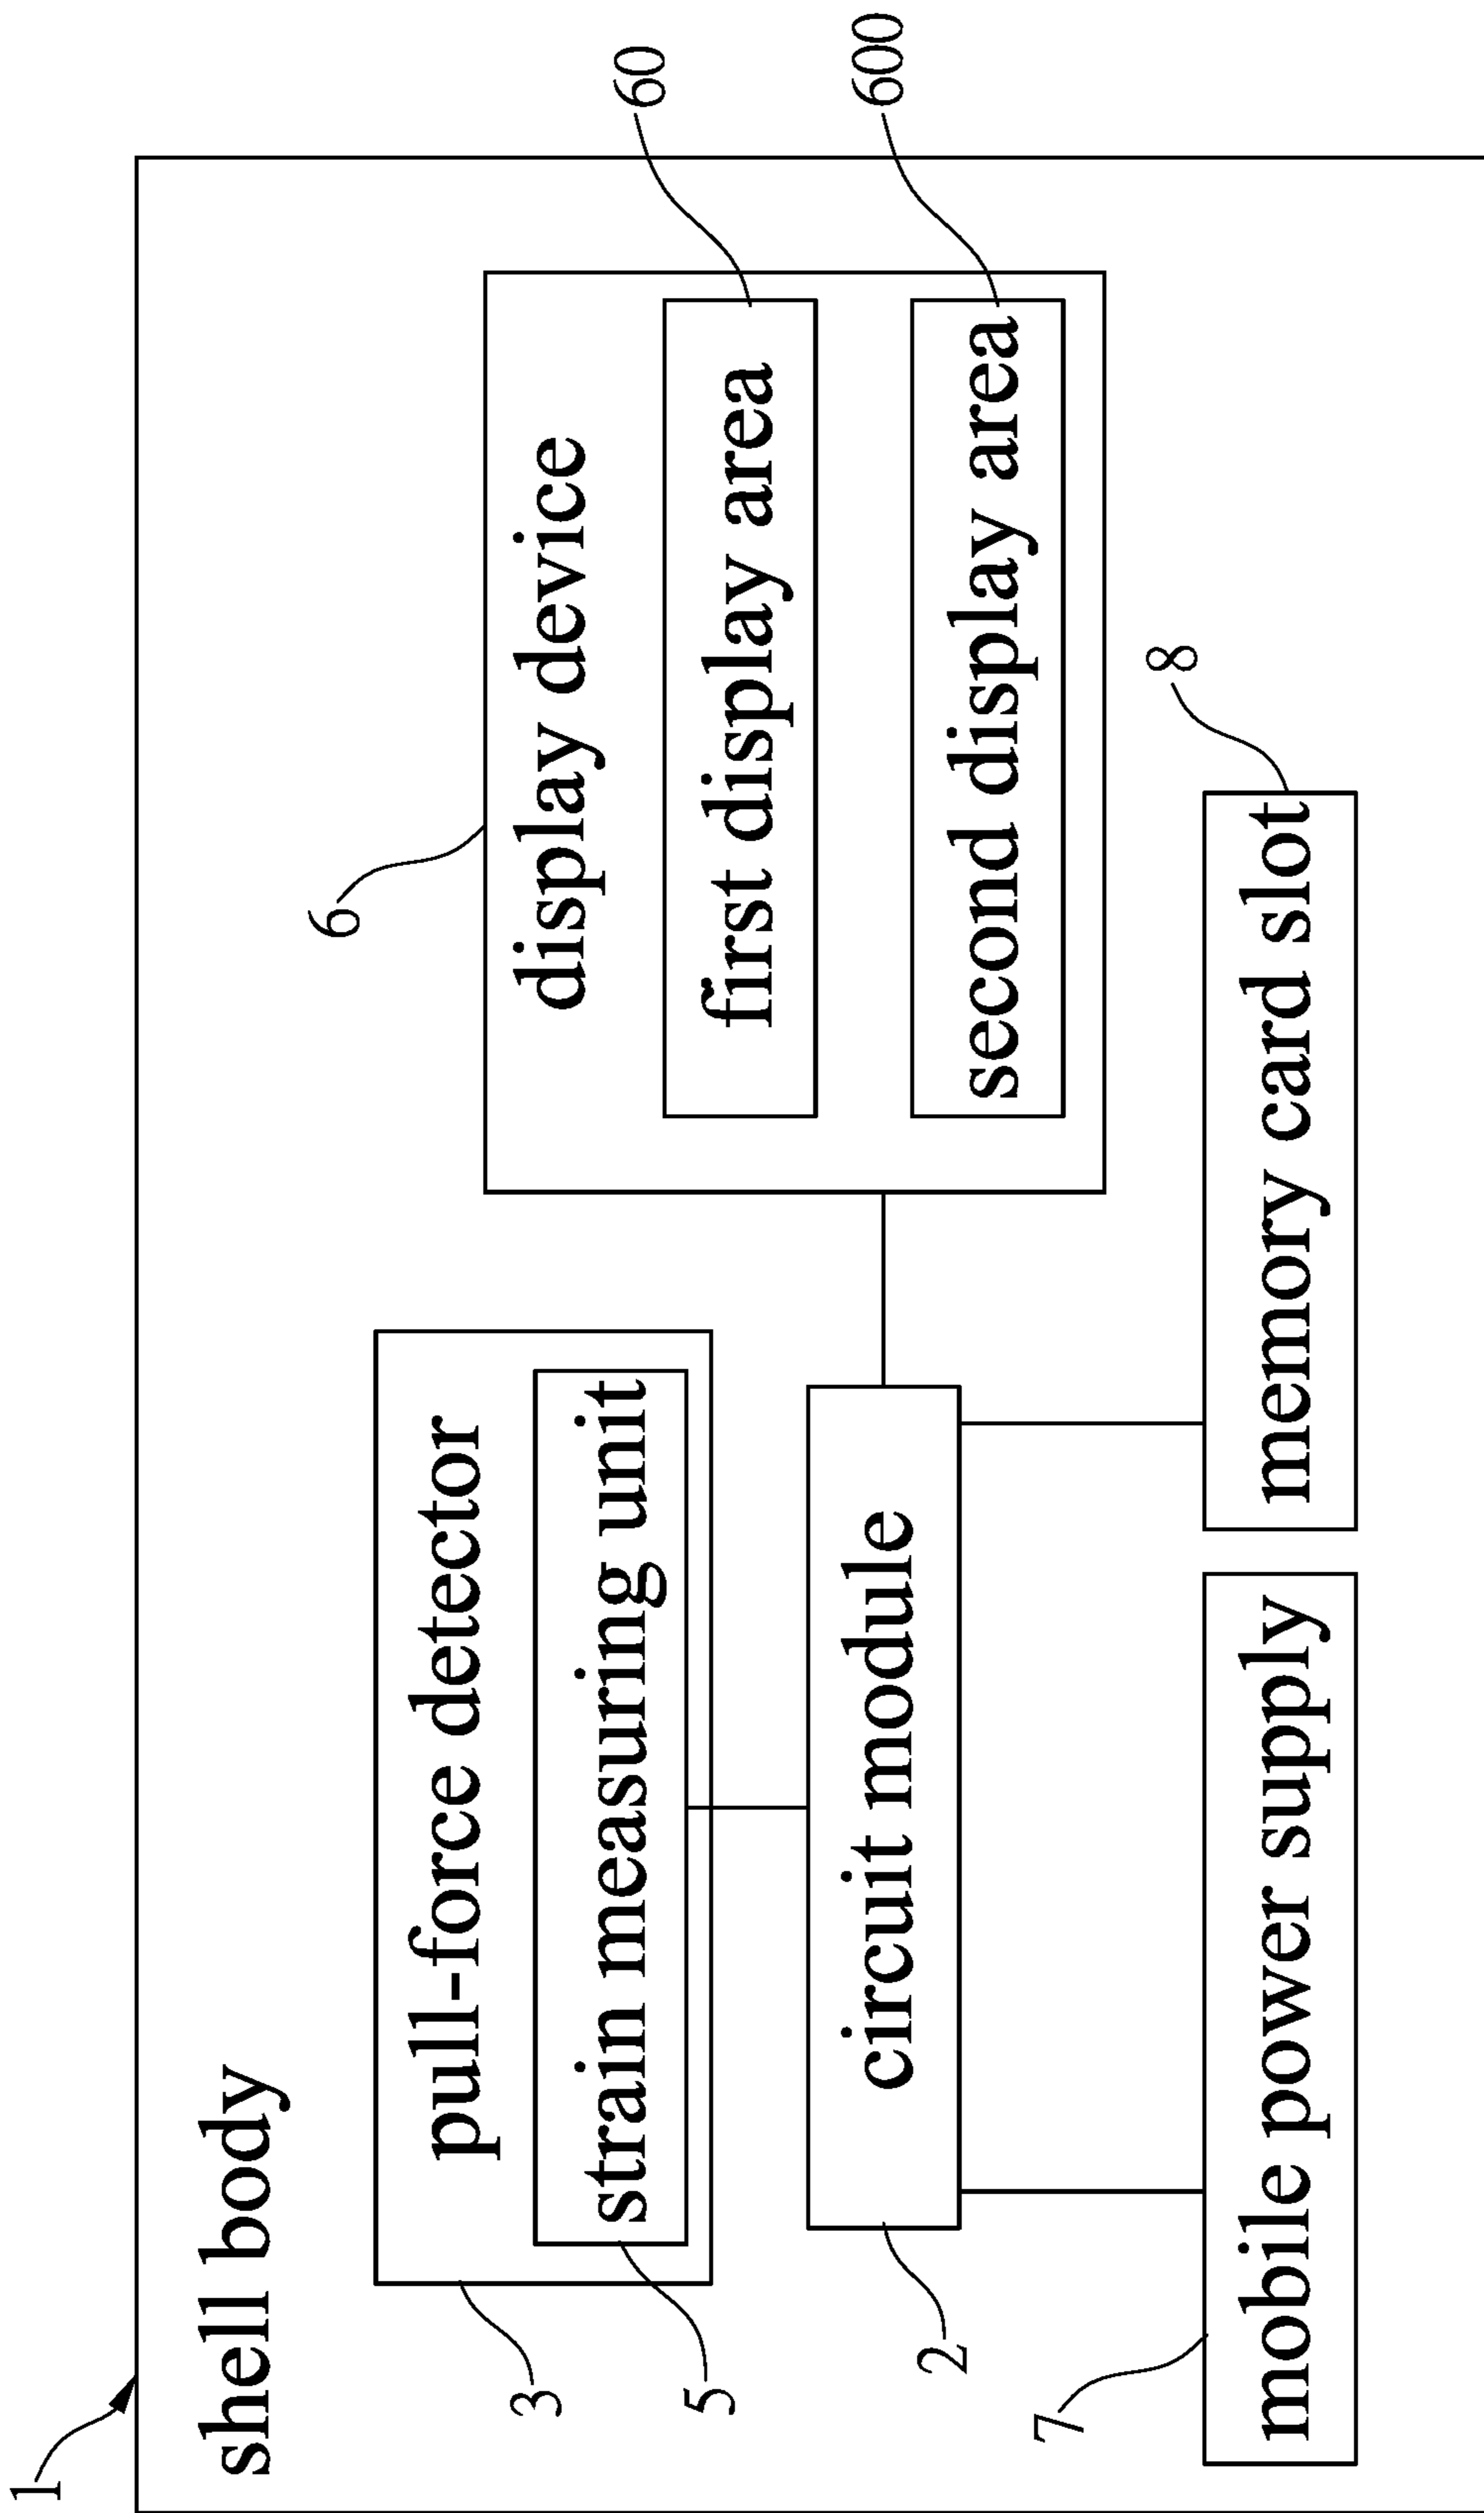 1
shell body
3
pull-force detector
5
strain measuring unit
2
circuit module
7
mobile power supply
6
display device
60
first display area
600
second display area
8
memory card slot